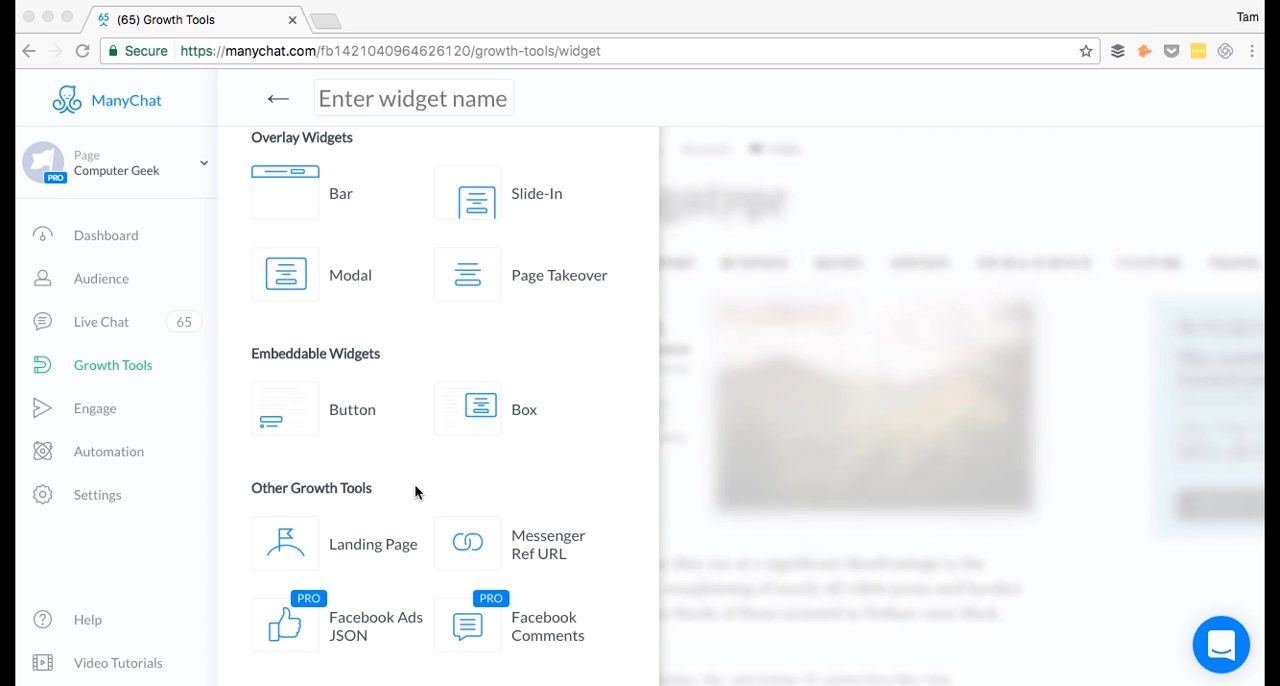 (65) Growth Tools
Tam
Secure https://manychat.com/fb1421040964626120/growth-tools/widget
ManyChat
Enter widget name
Page
Computer Geek
PRO
Dashboard
Audience
Live Chat 65
Growth Tools
Engage
Automation
Settings
Help
Video Tutorials
Overlay Widgets
Bar
Slide-In
Modal
Page Takeover
Embeddable Widgets
Button
Box
Other Growth Tools
Landing Page
Messenger
Ref URL
PRO
Facebook Ads
JSON
PRO
Facebook
Comments